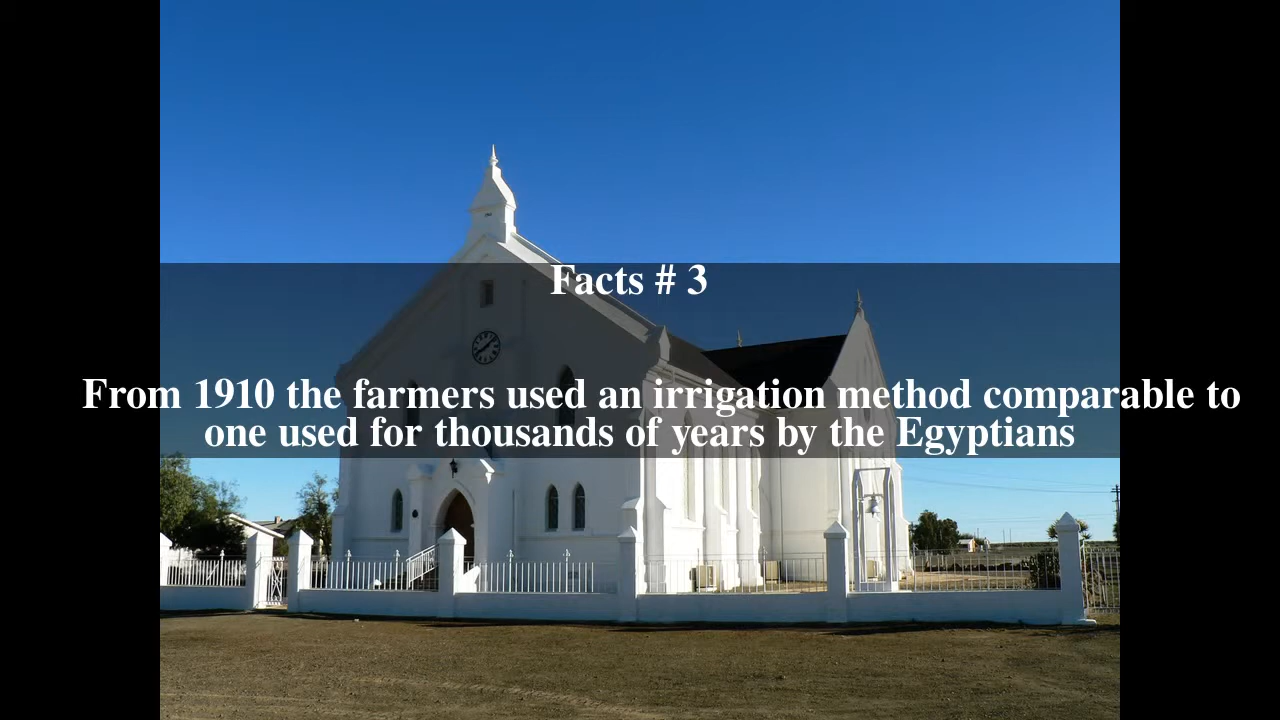 Facts # 3
From 1910 the farmers used an irrigation method comparable to
one used for thousands of years by the Egyptians